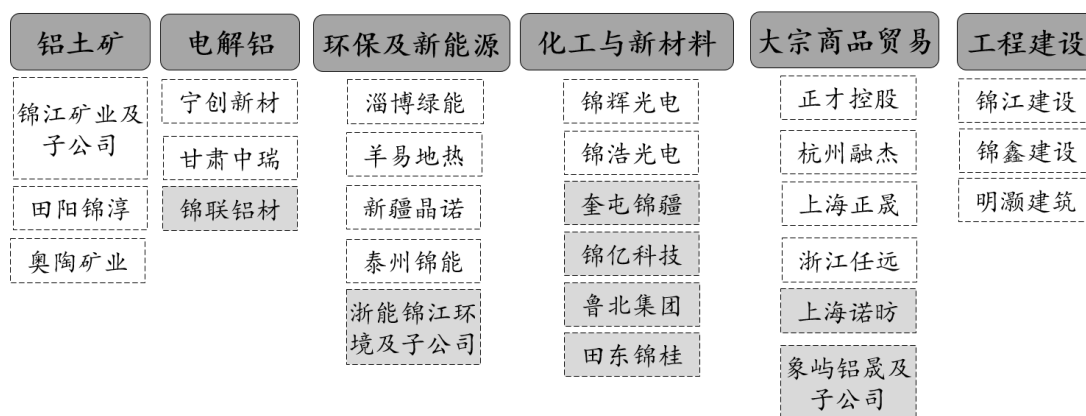 铝土矿
锦江矿业及
子公司
田阳锦淳
奥陶矿业
电解铝
宁创新材
甘肃中瑞
锦联铝材
环保及新能源
淄博绿能
羊易地热
新疆晶诺
泰州锦能
浙能锦江环
境及子公司
化工与新材料
锦辉光电
锦浩光电
奎屯锦疆
锦亿科技
鲁北集团
田东锦桂
大宗商品贸易
正才控股
杭州融杰
上海正晟
浙江任远
上海诺昉
象屿铝晟及
子公司
工程建设
锦江建设
锦鑫建设
明灏建筑